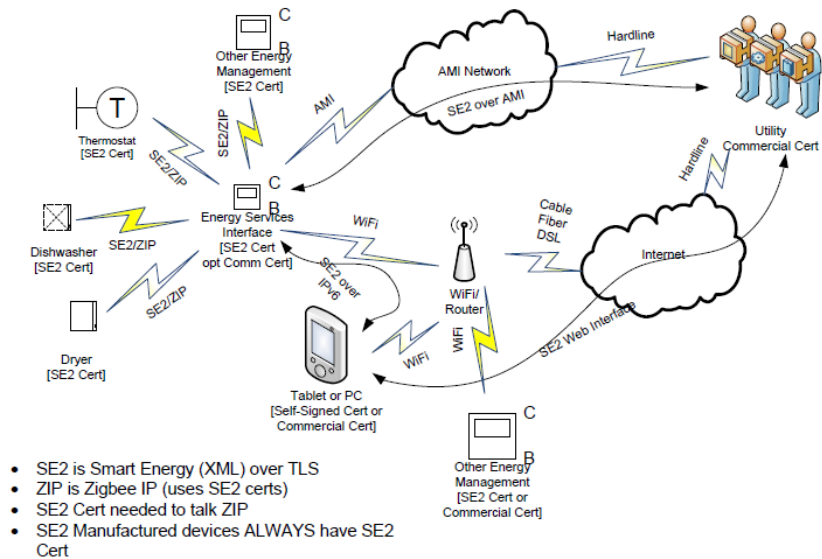 C
B
Other Energy
Management
[SE2 Cert]
Hardline
AMI Network
SE2 over AMI
AMI
T
Thermostat
[SE2 Cert]
SE2/ZIP
SE2/ZIP
Utility
Commercial Cert
Hardline
C
B
Energy Services
Interface
[SE2 Cert
opt Comm Cert]
Dishwasher
[SE2 Cert]
SE2/ZIP
SE2/ZIP
WiFi
Cable
Fiber
DSL
Internet
WiFi/
Router
SE2 over
IPv6
SE2 Web Interface
Dryer
[SE2 Cert]
WiFi
WiFi
Tablet or PC
[Self-Signed Cert or
Commercial Cert]
C
B
Other Energy
Management
[SE2 Cert or
Commercial Cert]
• SE2 is Smart Energy (XML) over TLS
• ZIP is Zigbee IP (uses SE2 certs)
• SE2 Cert needed to talk ZIP
• SE2 Manufactured devices ALWAYS have SE2
Cert